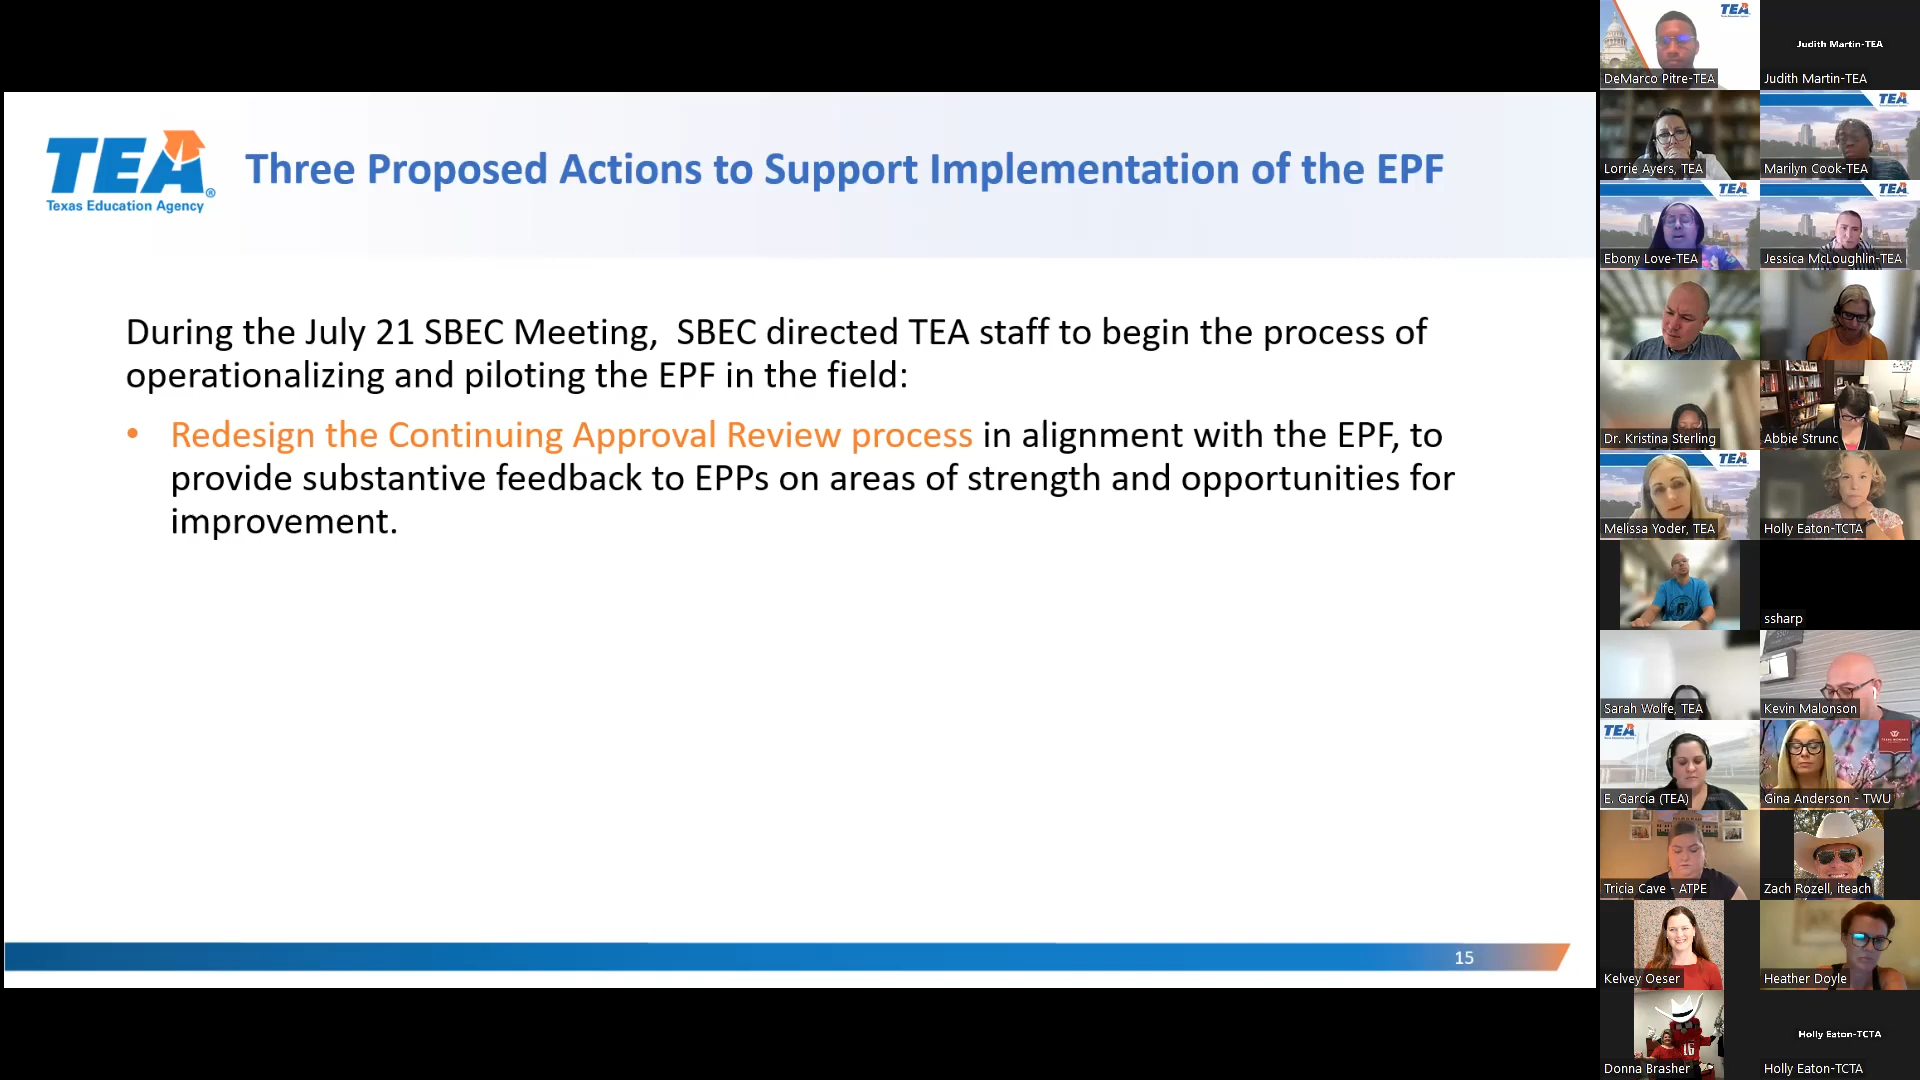 TEA
Texas Education Agency
Three Proposed Actions to Support Implementation of the EPF
During the July 21 SBEC Meeting,  SBEC directed TEA staff to begin the process of
operationalizing and piloting the EPF in the field:
• Redesign the Continuing Approval Review process in alignment with the EPF, to
provide substantive feedback to EPPs on areas of strength and opportunities for
improvement.
15
TEA
DeMarco Pitre-TEA
Judith Martin-TEA
Judith Martin-TEA
Lorrie Ayers, TEA
TEA
Marilyn Cook-TEA
TEA
Ebony Love-TEA
TEA
Jessica McLoughlin-TEA
Dr. Kristina Sterling
Abbie Strunc
TEA
Melissa Yoder, TEA
Holly Eaton-TCTA
ssharp
Sarah Wolfe, TEA
Kevin Malonson
TEA
E. Garcia (TEA)
Gina Anderson - TWU
Tricia Cave - ATPE
Zach Rozell, iteach
Kelvey Oeser
Heather Doyle
Donna Brasher
Holly Eaton-TCTA
Holly Eaton-TCTA